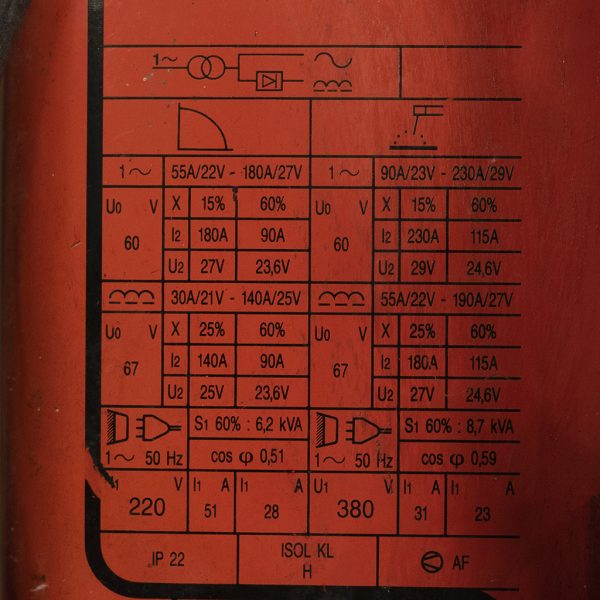 1~
1~ 55A/22V - 180A/27V 1~ 90A/23V - 230A/29V
U0 V X 15% 60% U0 V X 15% 60%
60 I2 180A 90A 60 I2 230A 115A
U2 27V 23,6V U2 29V 24,6V
30A/21V - 140A/25V 55A/22V - 190A/27V
U0 V X 25% 60% U0 V X 25% 60%
67 I2 140A 90A 67 I2 180A 115A
U2 25V 23,6V U2 27V 24,6V
S1 60% : 6,2 kVA S1 60% : 8,7 kVA
1~ 50 Hz cos φ 0,51 1~ 50 Hz cos φ 0,59
U1 V I1 A I1 A U1 V I1 A I1 A
220 51 28 380 31 23
IP 22 ISOL KL H AF